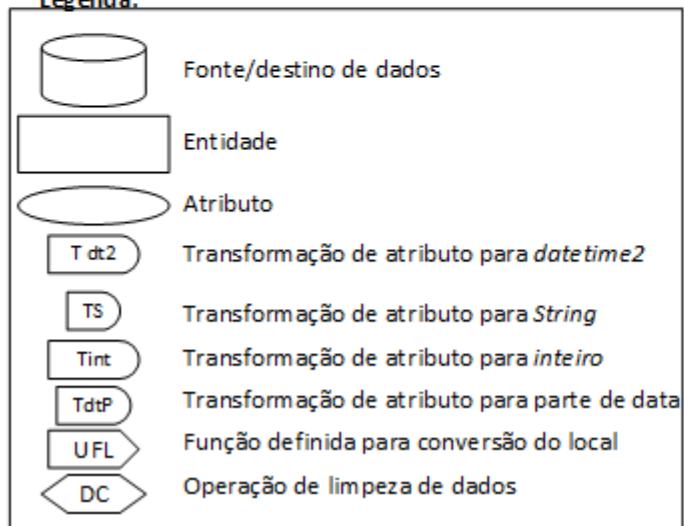 Legenda:
Fonte/destino de dados
Entidade
Atributo
T dt2 Transformação de atributo para datetime2
TS Transformação de atributo para String
Tint Transformação de atributo para inteiro
TdtP Transformação de atributo para parte de data
UFL Função definida para conversão do local
DC Operação de limpeza de dados